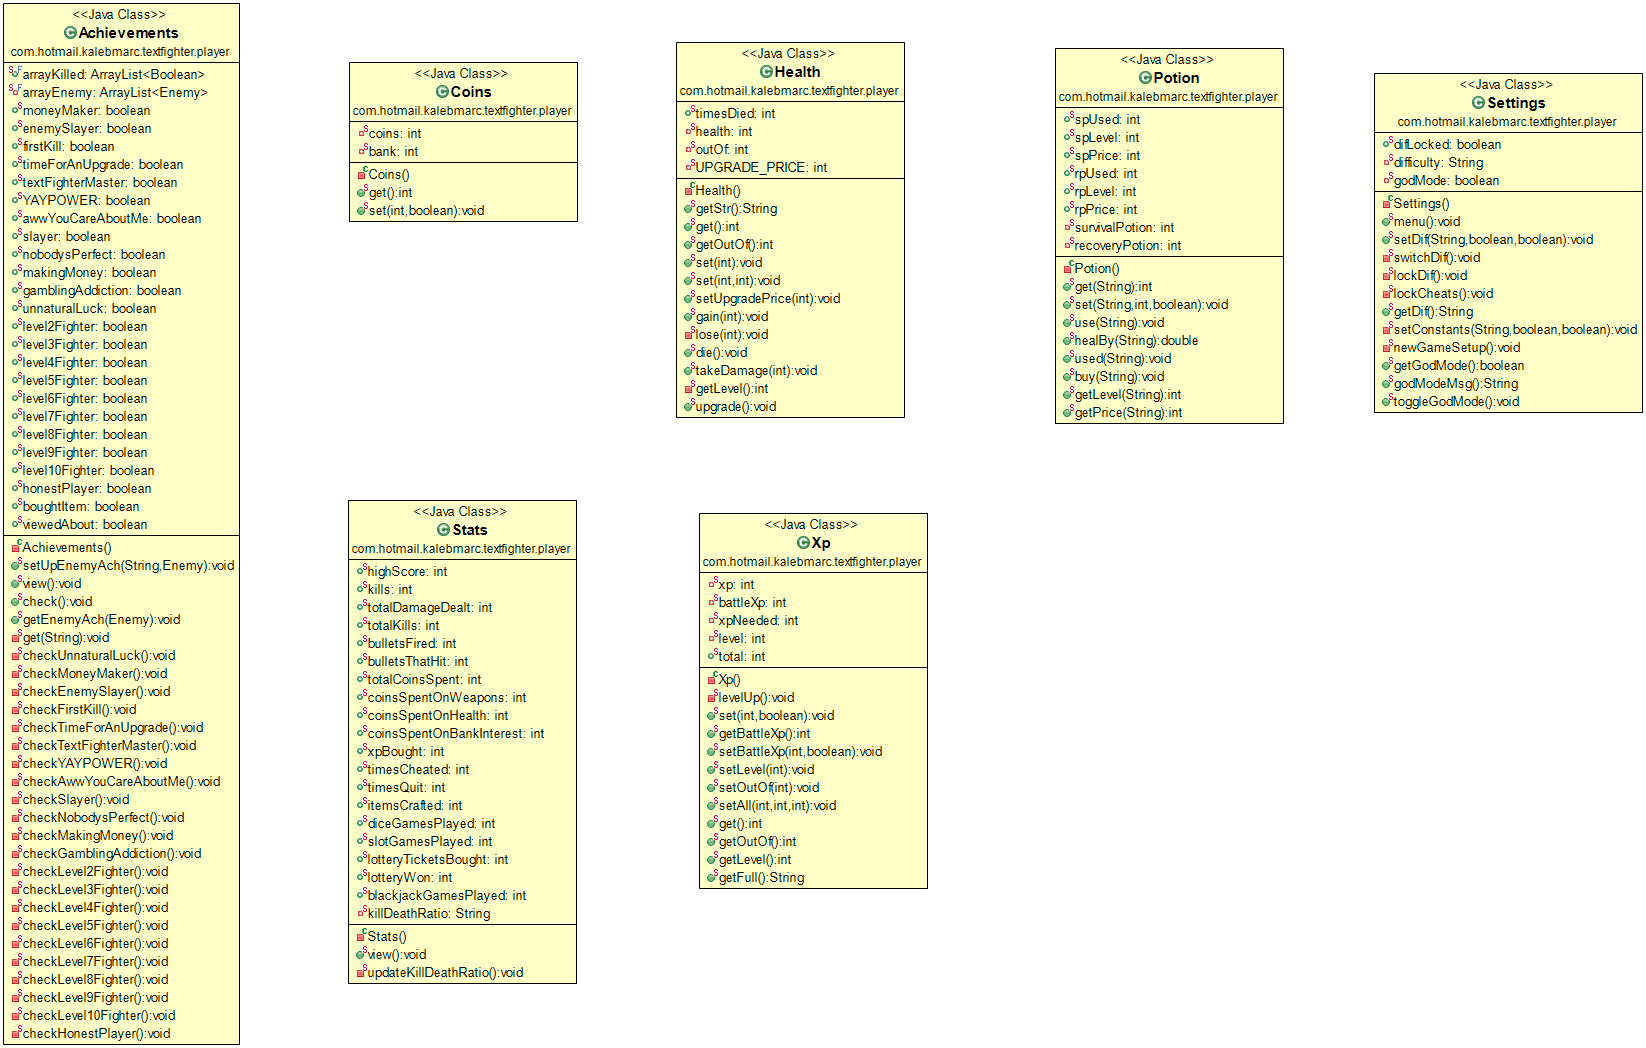 <<Java Class>>
Achievements
com.hotmail.kalebmarc.textfighter.player
arrayKilled: ArrayList<Boolean>
arrayEnemy: ArrayList<Enemy>
moneyMaker: boolean
enemySlayer: boolean
firstKill: boolean
timeForAnUpgrade: boolean
textFighterMaster: boolean
YAYPOWER: boolean
awwYouCareAboutMe: boolean
slayer: boolean
nobodysPerfect: boolean
makingMoney: boolean
gamblingAddiction: boolean
unnaturalLuck: boolean
level2Fighter: boolean
level3Fighter: boolean
level4Fighter: boolean
level5Fighter: boolean
level6Fighter: boolean
level7Fighter: boolean
level8Fighter: boolean
level9Fighter: boolean
level10Fighter: boolean
honestPlayer: boolean
boughtItem: boolean
viewedAbout: boolean
Achievements()
setUpEnemyAch(String,Enemy):void
view():void
check():void
getEnemyAch(Enemy):void
get(String):void
checkUnnaturalLuck():void
checkMoneyMaker():void
checkEnemySlayer():void
checkFirstKill():void
checkTimeForAnUpgrade():void
checkTextFighterMaster():void
checkYAYPOWER():void
checkAwwYouCareAboutMe():void
checkSlayer():void
checkNobodysPerfect():void
checkMakingMoney():void
checkGamblingAddiction():void
checkLevel2Fighter():void
checkLevel3Fighter():void
checkLevel4Fighter():void
checkLevel5Fighter():void
checkLevel6Fighter():void
checkLevel7Fighter():void
checkLevel8Fighter():void
checkLevel9Fighter():void
checkLevel10Fighter():void
checkHonestPlayer():void
<<Java Class>>
Coins
com.hotmail.kalebmarc.textfighter.player
coins: int
bank: int
Coins()
get():int
set(int,boolean):void
<<Java Class>>
Health
com.hotmail.kalebmarc.textfighter.player
timesDied: int
health: int
outOf: int
UPGRADE_PRICE: int
Health()
getStr():String
get():int
getOutOf():int
set(int):void
set(int,int):void
setUpgradePrice(int):void
gain(int):void
lose(int):void
die():void
takeDamage(int):void
getLevel():int
upgrade():void
<<Java Class>>
Potion
com.hotmail.kalebmarc.textfighter.player
spUsed: int
spLevel: int
spPrice: int
rpUsed: int
rpLevel: int
rpPrice: int
survivalPotion: int
recoveryPotion: int
Potion()
get(String):int
set(String,int,boolean):void
use(String):void
healBy(String):double
used(String):void
buy(String):void
getLevel(String):int
getPrice(String):int
<<Java Class>>
Settings
com.hotmail.kalebmarc.textfighter.player
difLocked: boolean
difficulty: String
godMode: boolean
Settings()
menu():void
setDif(String,boolean,boolean):void
switchDif():void
lockDif():void
lockCheats():void
getDif():String
setConstants(String,boolean,boolean):void
newGameSetup():void
getGodMode():boolean
godModeMsg():String
toggleGodMode():void
<<Java Class>>
Stats
com.hotmail.kalebmarc.textfighter.player
highScore: int
kills: int
totalDamageDealt: int
totalKills: int
bulletsFired: int
bulletsThatHit: int
totalCoinsSpent: int
coinsSpentOnWeapons: int
coinsSpentOnHealth: int
coinsSpentOnBankInterest: int
xpBought: int
timesCheated: int
timesQuit: int
itemsCrafted: int
diceGamesPlayed: int
slotGamesPlayed: int
lotteryTicketsBought: int
lotteryWon: int
blackjackGamesPlayed: int
killDeathRatio: String
Stats()
view():void
updateKillDeathRatio():void
<<Java Class>>
Xp
com.hotmail.kalebmarc.textfighter.player
xp: int
battleXp: int
xpNeeded: int
level: int
total: int
Xp()
levelUp():void
set(int,boolean):void
getBattleXp():int
setBattleXp(int,boolean):void
setLevel(int):void
setOutOf(int):void
setAll(int,int,int):void
get():int
getOutOf():int
getLevel():int
getFull():String